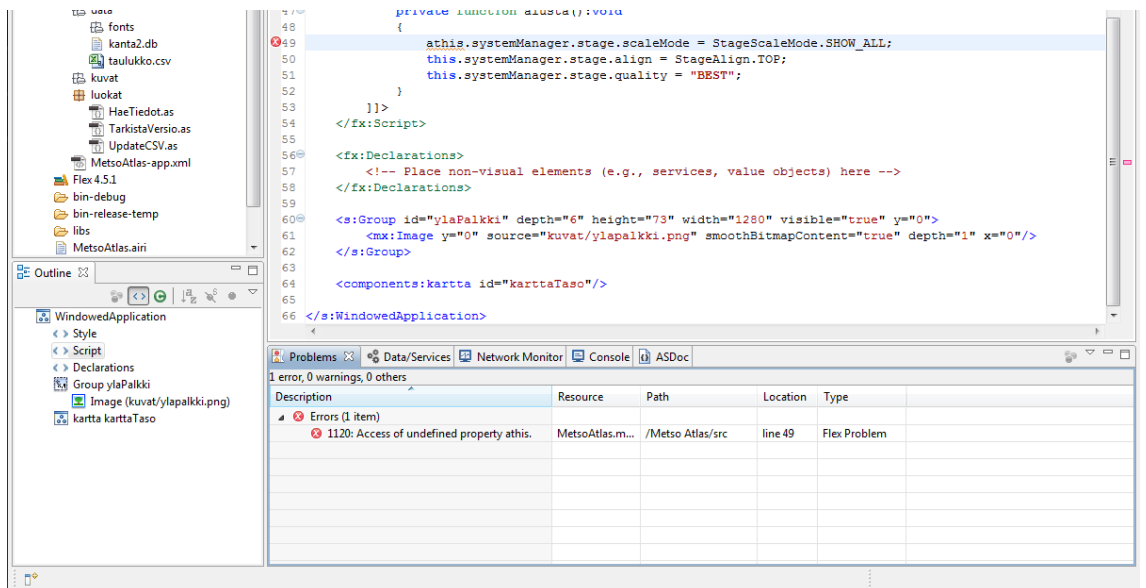 data
fonts
kanta2.db
taulukko.csv
kuvat
luokat
HaeTiedot.as
TarkistaVersio.as
UpdateCSV.as
MetsoAtlas-app.xml
Flex 4.5.1
bin-debug
bin-release-temp
libs
MetsoAtlas.airi
Outline
WindowedApplication
Style
Script
Declarations
Group ylaPalkki
Image (kuvat/ylapalkki.png)
kartta karttaTaso
47 private function alusta():void
48 {
49 athis.systemManager.stage.scaleMode = StageScaleMode.SHOW_ALL;
50 this.systemManager.stage.align = StageAlign.TOP;
51 this.systemManager.stage.quality = "BEST";
52 }
53 ]]>
54 </fx:Script>
55
56 <fx:Declarations>
57 <!-- Place non-visual elements (e.g., services, value objects) here -->
58 </fx:Declarations>
59
60 <s:Group id="ylaPalkki" depth="6" height="73" width="1280" visible="true" y="0">
61 <mx:Image y="0" source="kuvat/ylapalkki.png" smoothBitmapContent="true" depth="1" x="0"/>
62 </s:Group>
63
64 <components:kartta id="karttaTaso"/>
65
66 </s:WindowedApplication>
Problems Data/Services Network Monitor Console ASDoc
1 error, 0 warnings, 0 others
Description Resource Path Location Type
Errors (1 item)
1120: Access of undefined property athis. MetsoAtlas.m... /Metso Atlas/src line 49 Flex Problem